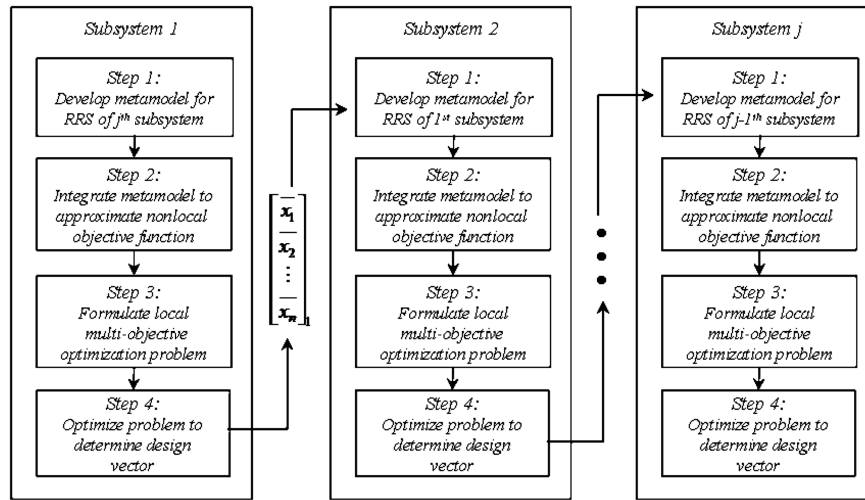 Subsystem 1
Step 1:
Develop metamodel for
RRS of jth subsystem
Step 2:
Integrate metamodel to
approximate nonlocal
objective function
Step 3:
Formulate local
multi-objective
optimization problem
Step 4:
Optimize problem to
determine design
vector
x1
x2
...
xn
1
Subsystem 2
Step 1:
Develop metamodel for
RRS of 1st subsystem
Step 2:
Integrate metamodel to
approximate nonlocal
objective function
Step 3:
Formulate local
multi-objective
optimization problem
Step 4:
Optimize problem to
determine design
vector
Subsystem j
Step 1:
Develop metamodel for
RRS of j-1th subsystem
Step 2:
Integrate metamodel to
approximate nonlocal
objective function
Step 3:
Formulate local
multi-objective
optimization problem
Step 4:
Optimize problem to
determine design
vector